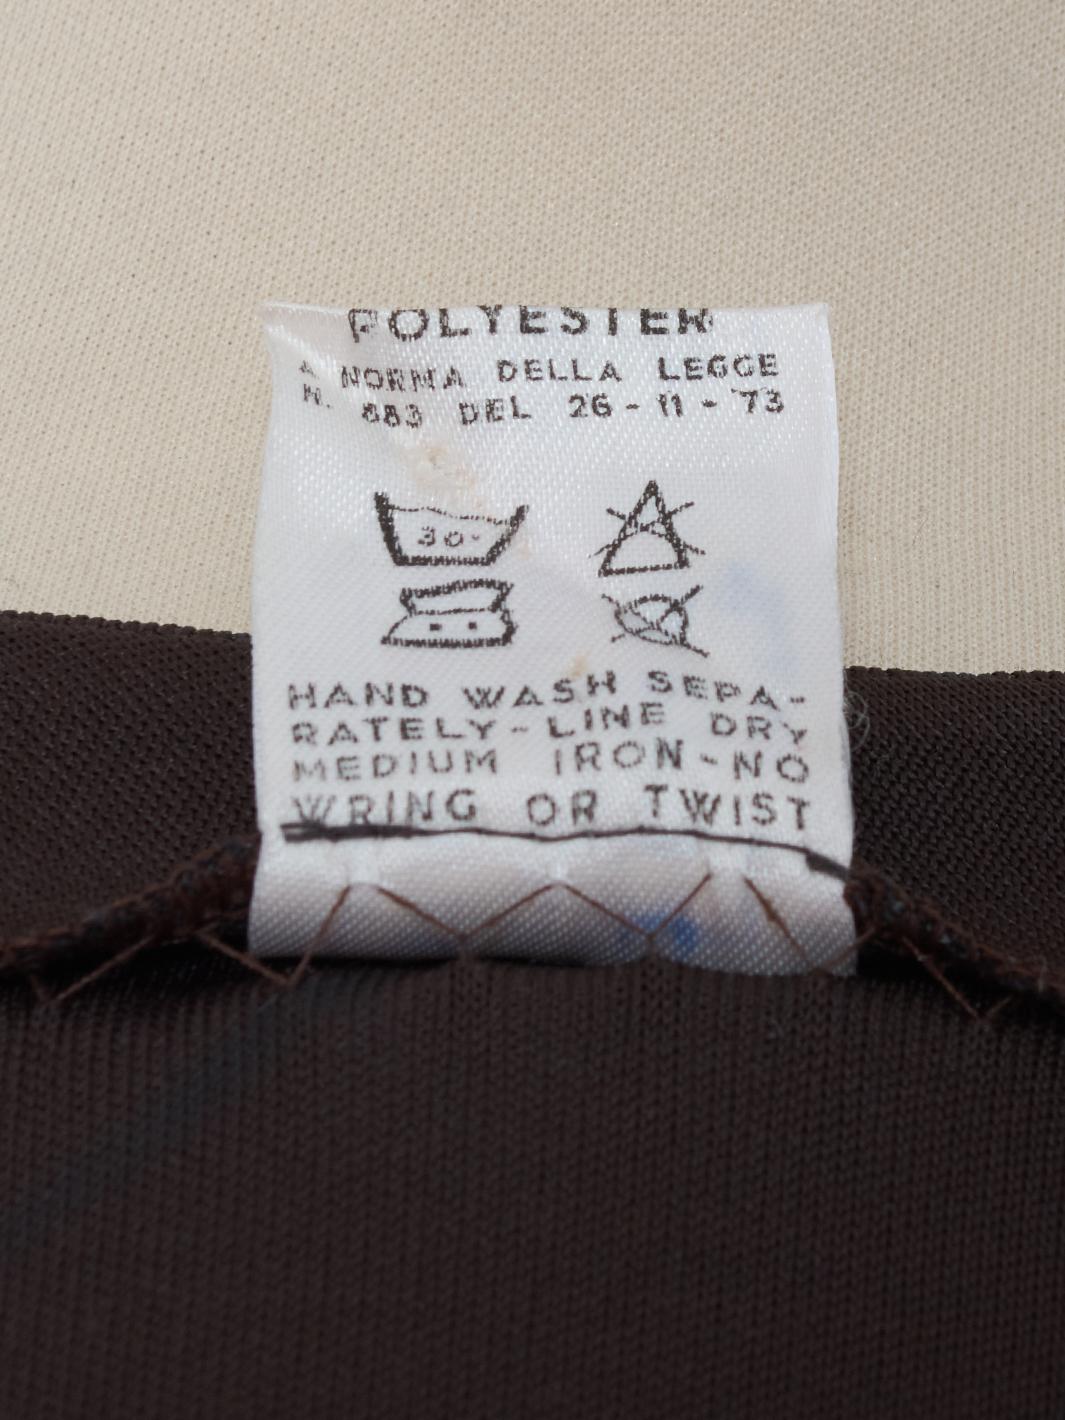 POLYESTER
A NORMA DELLA LEGGE
N. 883 DEL 26-11-73
30°
HAND WASH SEPA-
RATELY-LINE DRY
MEDIUM IRON-NO
WRING OR TWIST